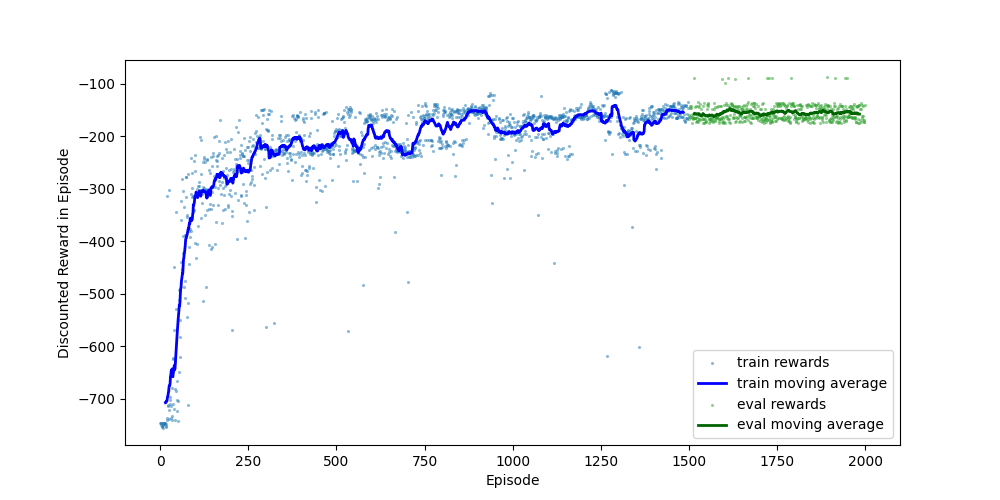 Discounted Reward in Episode
−100
−200
−300
−400
−500
−600
−700
train rewards
train moving average
eval rewards
eval moving average
0 250 500 750 1000 1250 1500 1750 2000
Episode